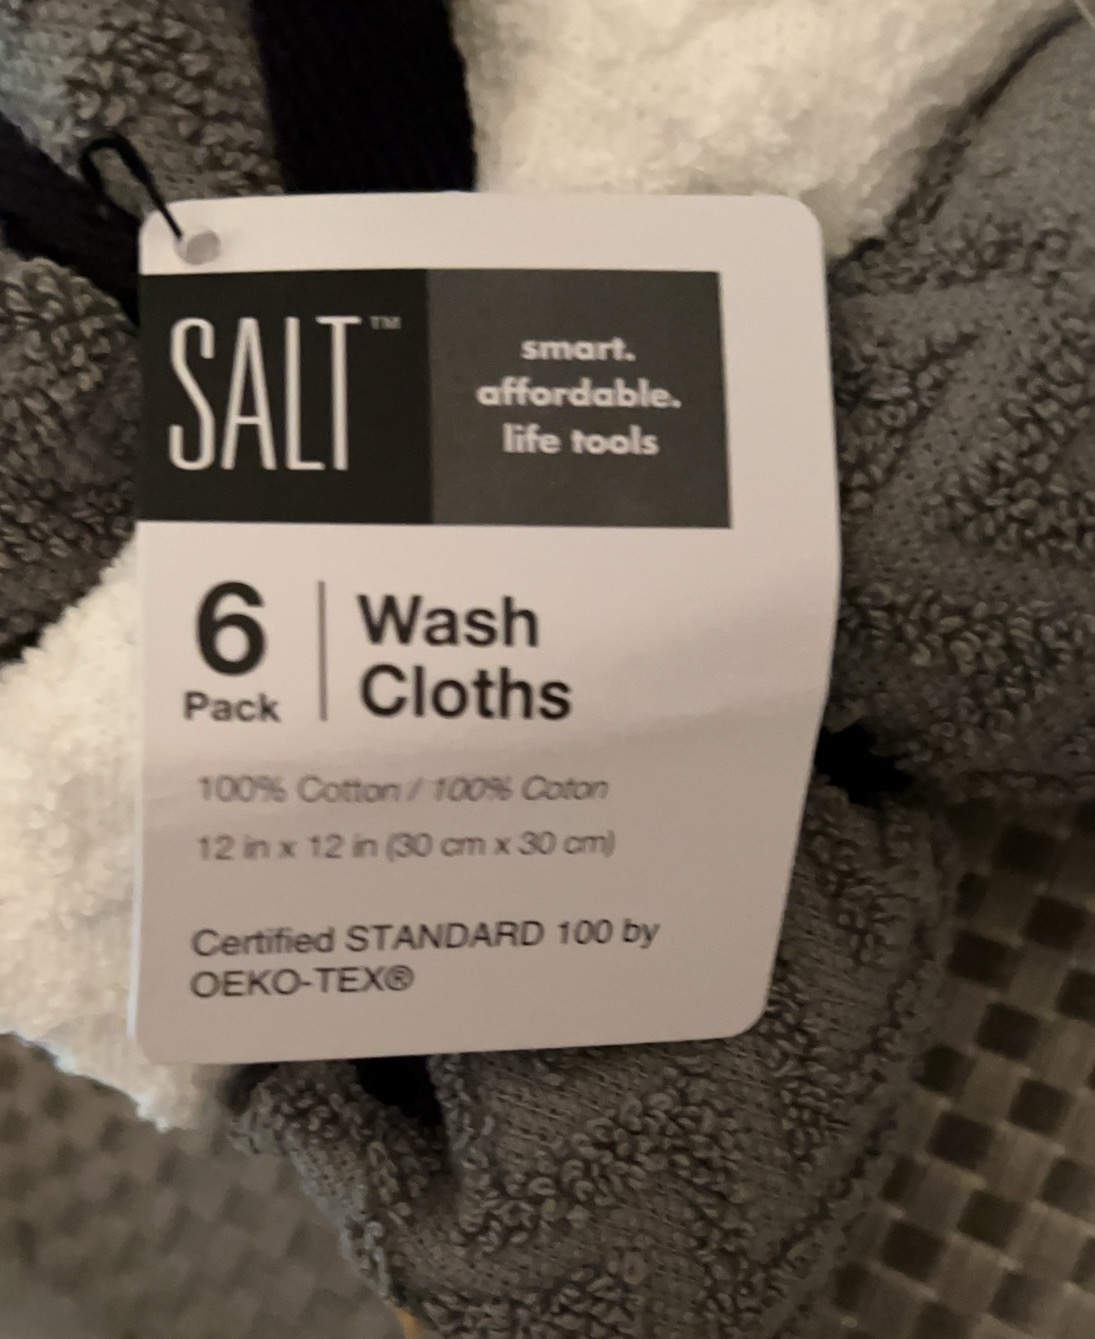 SALT™
smart.
affordable.
life tools
6
Pack
Wash
Cloths
100% Cotton / 100% Coton
12 in x 12 in (30 cm x 30 cm)
Certified STANDARD 100 by
OEKO-TEX®